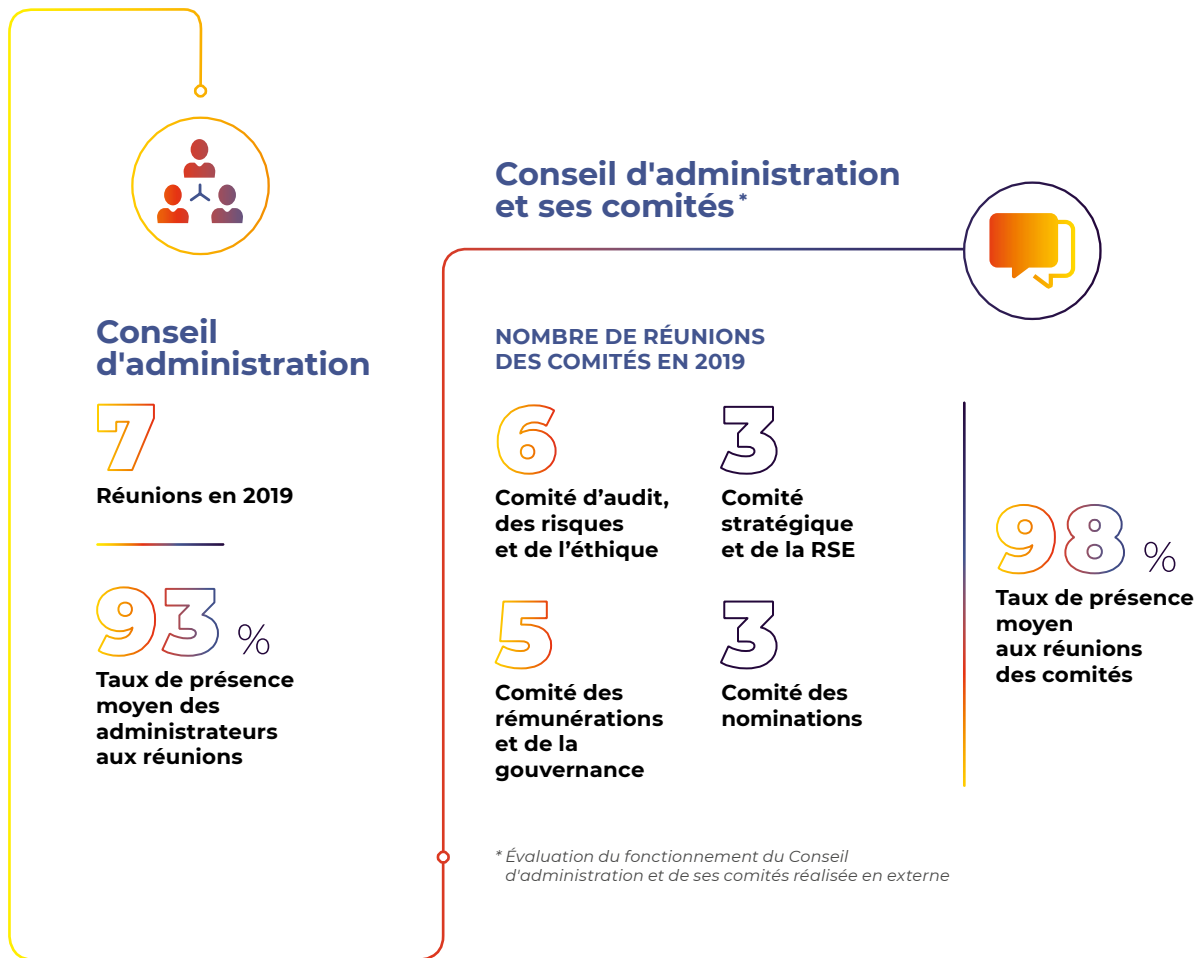 Conseil
d'administration
7
Réunions en 2019
93 %
Taux de présence
moyen des
administrateurs
aux réunions
Conseil d'administration
et ses comités*
NOMBRE DE RÉUNIONS
DES COMITÉS EN 2019
6
Comité d’audit,
des risques
et de l’éthique
3
Comité
stratégique
et de la RSE
5
Comité des
rémunérations
et de la
gouvernance
3
Comité des
nominations
98 %
Taux de présence
moyen
aux réunions
des comités
* Évaluation du fonctionnement du Conseil
d'administration et de ses comités réalisée en externe